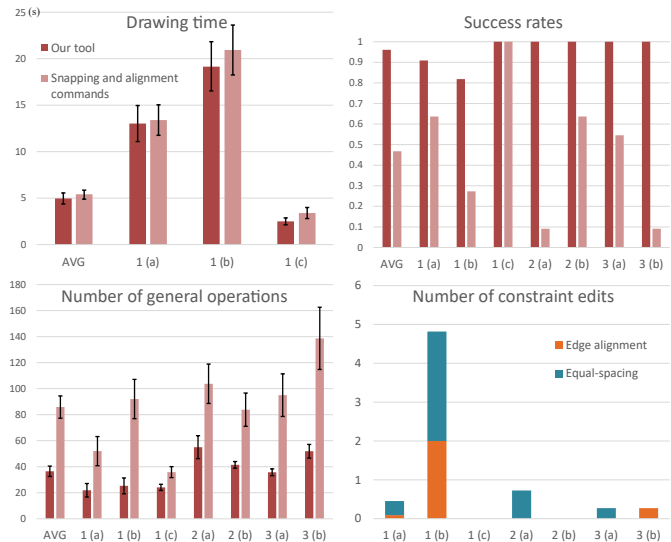 (s)
Drawing time
25
20
15
10
5
0
Our tool
Snapping and alignment
commands
AVG 1 (a) 1 (b) 1 (c)
Success rates
1
0.9
0.8
0.7
0.6
0.5
0.4
0.3
0.2
0.1
0
AVG 1 (a) 1 (b) 1 (c) 2 (a) 2 (b) 3 (a) 3 (b)
Number of general operations
180
160
140
120
100
80
60
40
20
0
AVG 1 (a) 1 (b) 1 (c) 2 (a) 2 (b) 3 (a) 3 (b)
Number of constraint edits
6
5
4
3
2
1
0
Edge alignment
Equal-spacing
1 (a) 1 (b) 1 (c) 2 (a) 2 (b) 3 (a) 3 (b)